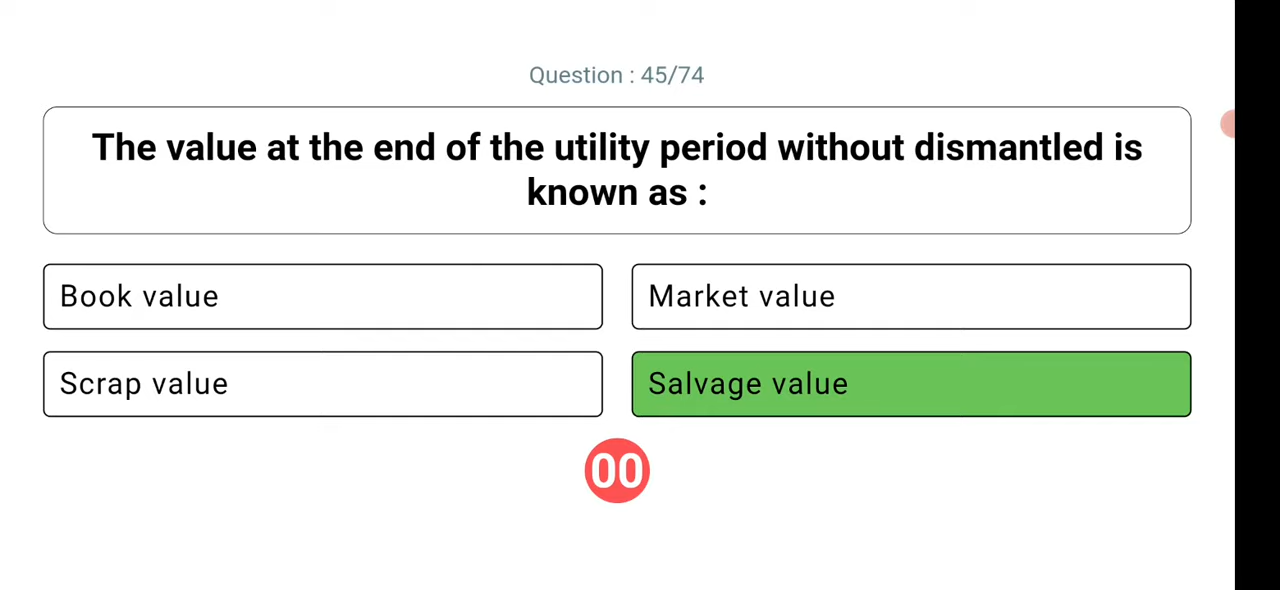 Question : 45/74
The value at the end of the utility period without dismantled is
known as :
Book value
Market value
Scrap value
Salvage value
00